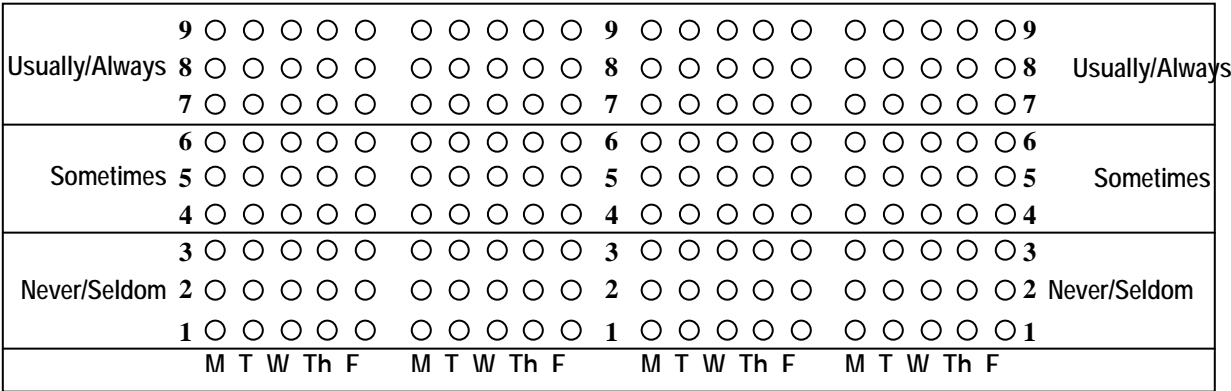 9 9 9
Usually/Always 8 8 8 Usually/Always
7 7 7
6 6 6
Sometimes 5 5 5 Sometimes
4 4 4
3 3 3
Never/Seldom 2 2 2 Never/Seldom
1 1 1
M T W Th F M T W Th F M T W Th F M T W Th F